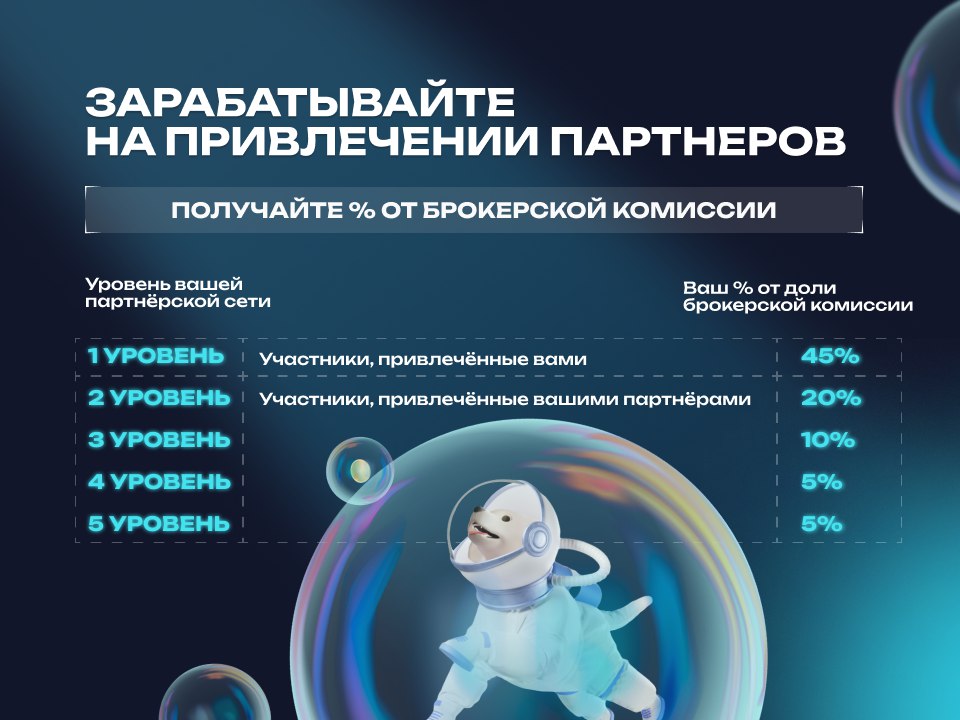 ЗАРАБАТЫВАЙТЕ
НА ПРИВЛЕЧЕНИИ ПАРТНЕРОВ
ПОЛУЧАЙТЕ % ОТ БРОКЕРСКОЙ КОМИССИИ
Уровень вашей
партнёрской сети
Ваш % от доли
брокерской комиссии
1 УРОВЕНЬ Участники, привлечённые вами 45%
2 УРОВЕНЬ Участники, привлечённые вашими партнёрами 20%
3 УРОВЕНЬ 10%
4 УРОВЕНЬ 5%
5 УРОВЕНЬ 5%